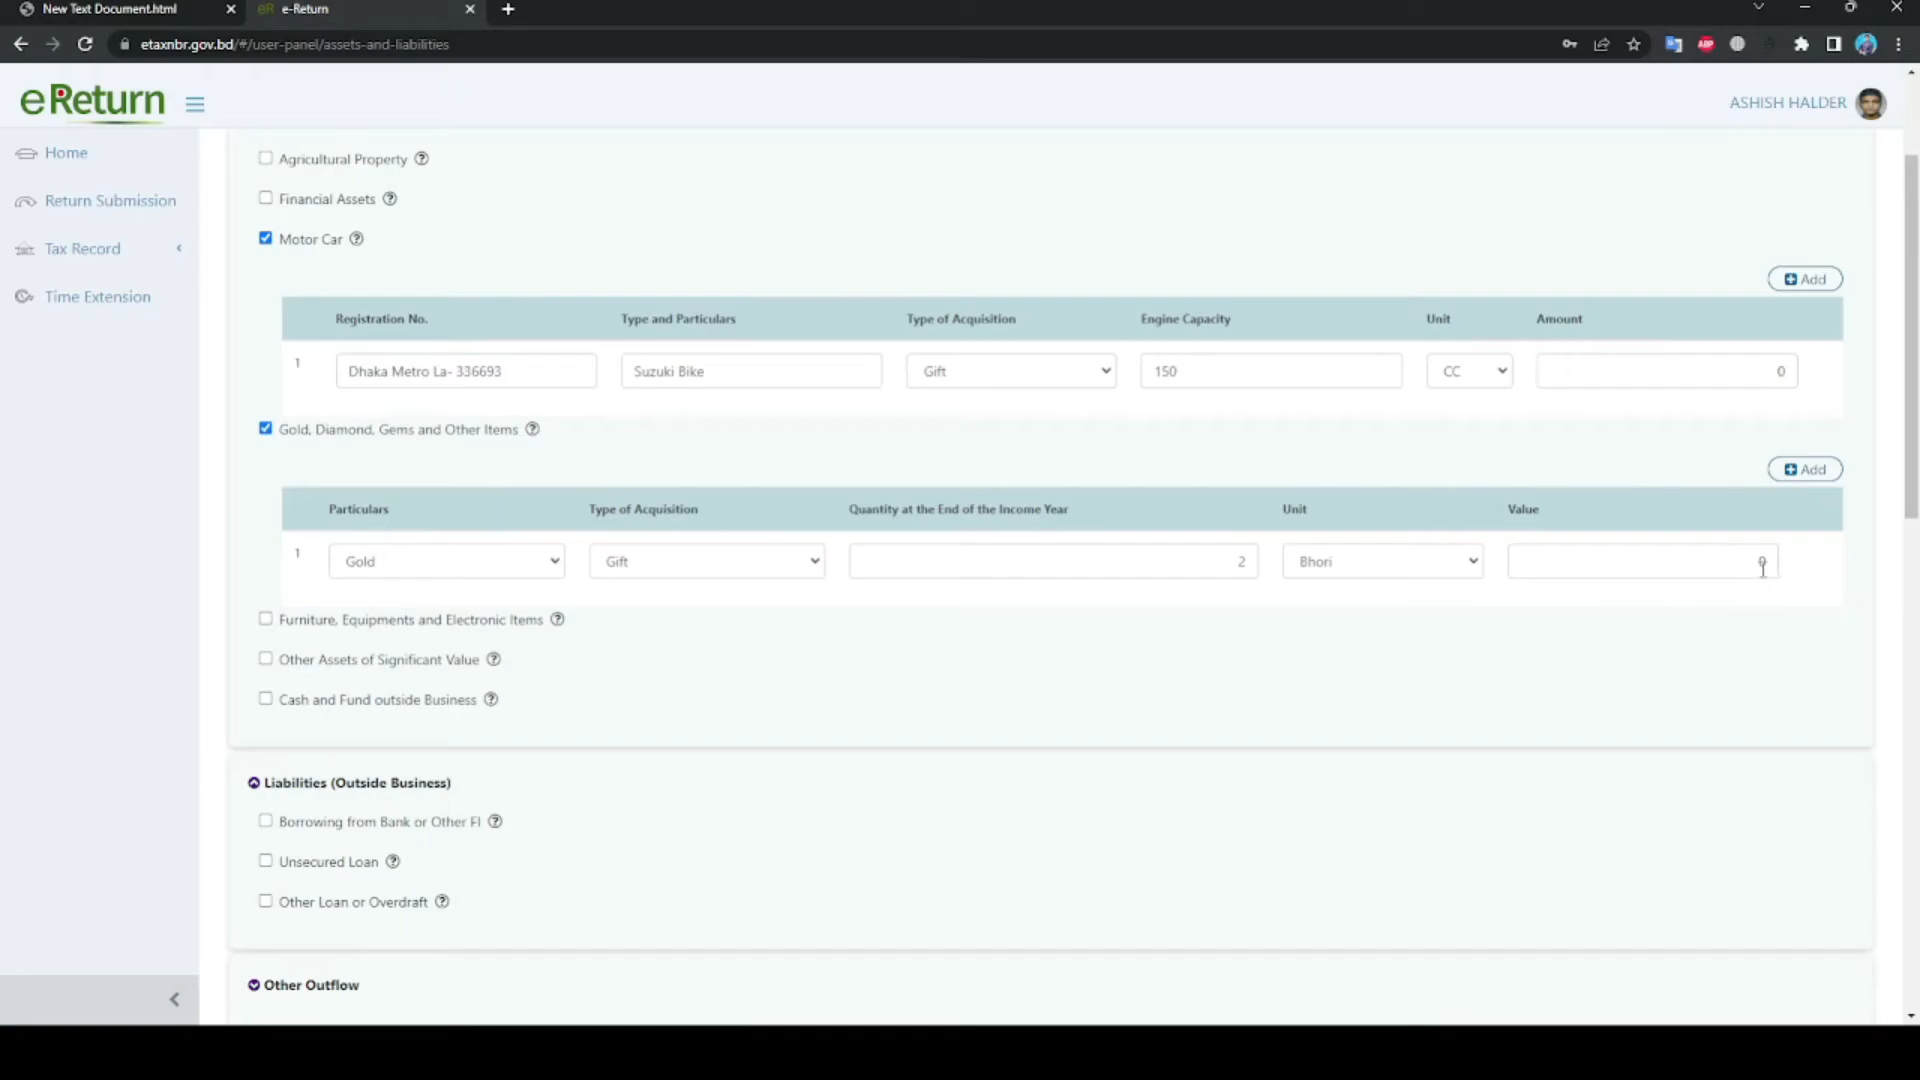 New Text Document.html
e-Return
etaxnbr.gov.bd/#/user-panel/assets-and-liabilities
eReturn
ASHISH HALDER
Home
Return Submission
Tax Record
Time Extension
Agricultural Property
Financial Assets
Motor Car
Add
Registration No. Type and Particulars Type of Acquisition Engine Capacity Unit Amount
1 Dhaka Metro La- 336693 Suzuki Bike Gift 150 CC 0
Gold, Diamond, Gems and Other Items
Add
Particulars Type of Acquisition Quantity at the End of the Income Year Unit Value
1 Gold Gift 2 Bhori 0
Furniture, Equipments and Electronic Items
Other Assets of Significant Value
Cash and Fund outside Business
Liabilities (Outside Business)
Borrowing from Bank or Other FI
Unsecured Loan
Other Loan or Overdraft
Other Outflow